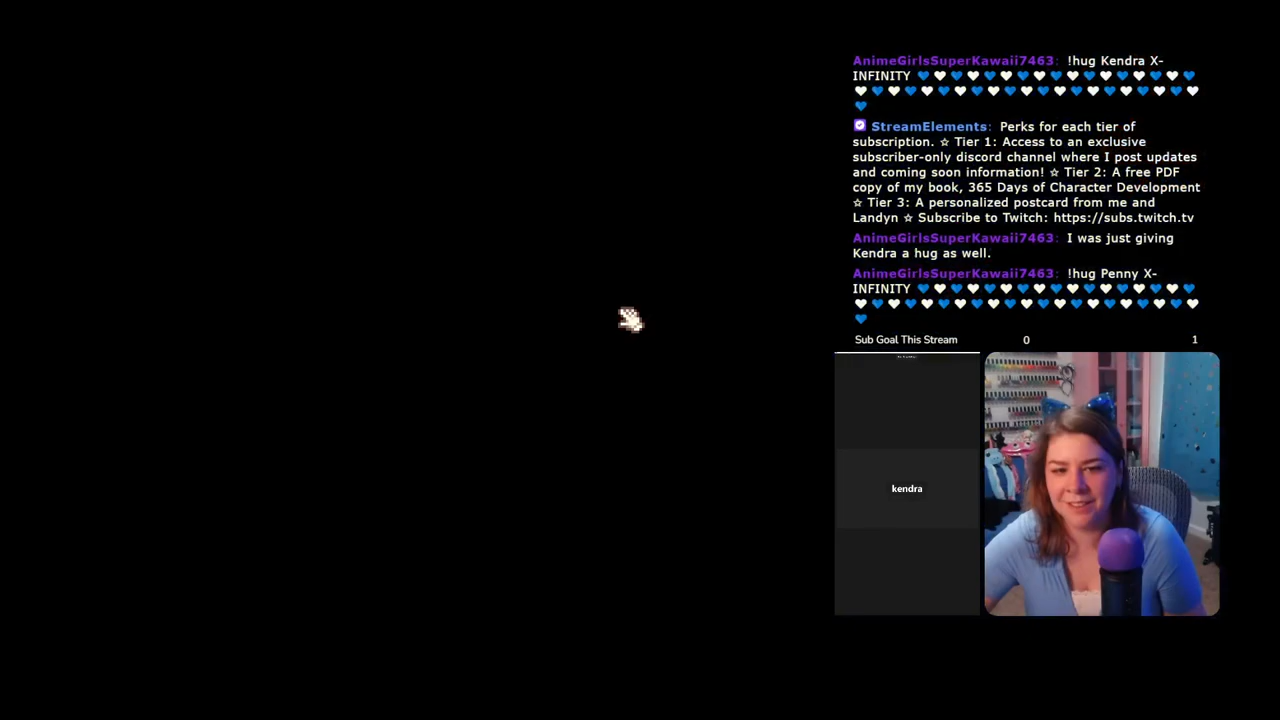 AnimeGirlsSuperKawaii7463: !hug Kendra X-
INFINITY 💙 🤍 💙 🤍 💙 🤍 💙 🤍 💙 🤍 💙 🤍 💙 🤍 💙 🤍 💙
🤍 💙 🤍 💙 🤍 💙 🤍 💙 🤍 💙 🤍 💙 🤍 💙 🤍 💙 🤍 💙 🤍
💙
StreamElements: Perks for each tier of
subscription. ☆ Tier 1: Access to an exclusive
subscriber-only discord channel where I post updates
and coming soon information! ☆ Tier 2: A free PDF
copy of my book, 365 Days of Character Development
☆ Tier 3: A personalized postcard from me and
Landyn ☆ Subscribe to Twitch: https://subs.twitch.tv
AnimeGirlsSuperKawaii7463: I was just giving
Kendra a hug as well.
AnimeGirlsSuperKawaii7463: !hug Penny X-
INFINITY 💙 🤍 💙 🤍 💙 🤍 💙 🤍 💙 🤍 💙 🤍 💙 🤍 💙 🤍 💙
🤍 💙 🤍 💙 🤍 💙 🤍 💙 🤍 💙 🤍 💙 🤍 💙 🤍 💙 🤍 💙 🤍
💙
Sub Goal This Stream 0 1
kendra